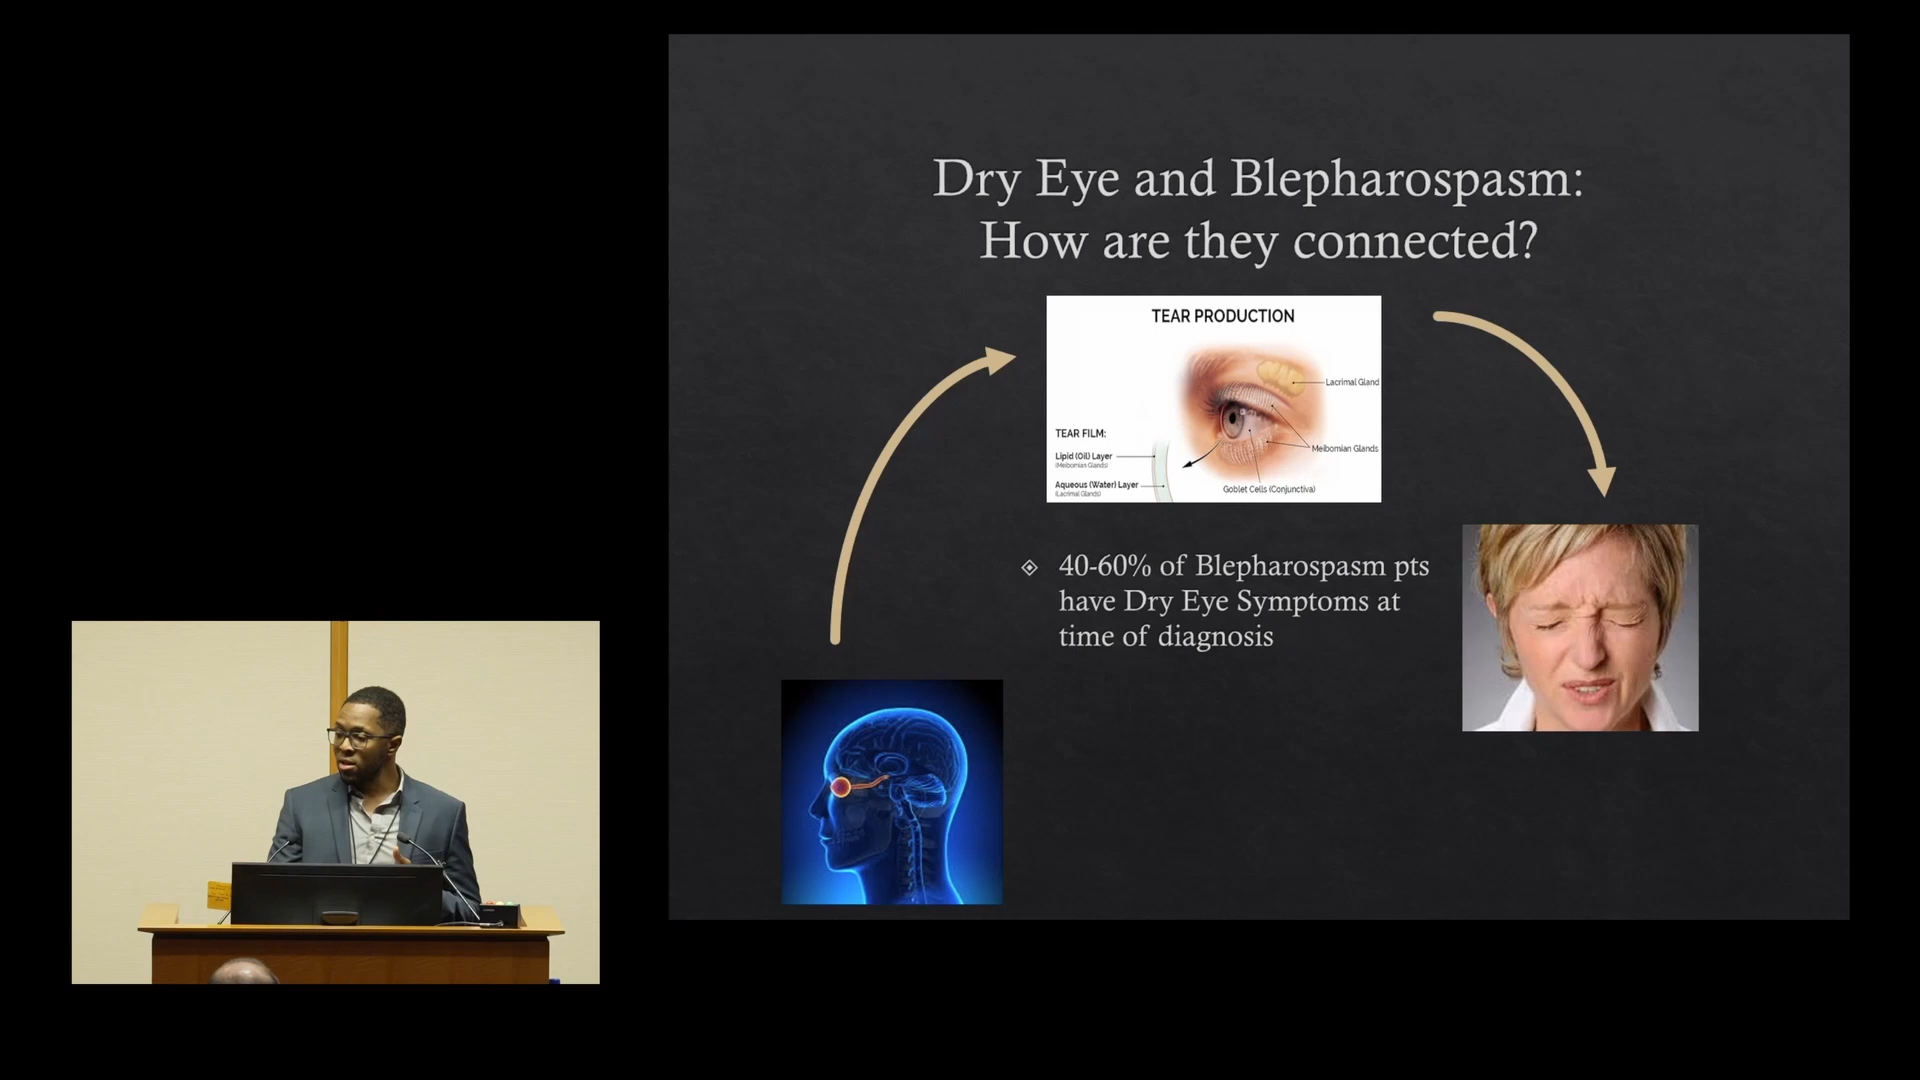 Dry Eye and Blepharospasm:
How are they connected?
TEAR PRODUCTION
Lacrimal Gland
TEAR FILM:
Meibomian Glands
Lipid (Oil) Layer
(Meibomian Glands)
Aqueous (Water) Layer
(Lacrimal Glands)
Goblet Cells (Conjunctiva)
40-60% of Blepharospasm pts
have Dry Eye Symptoms at
time of diagnosis